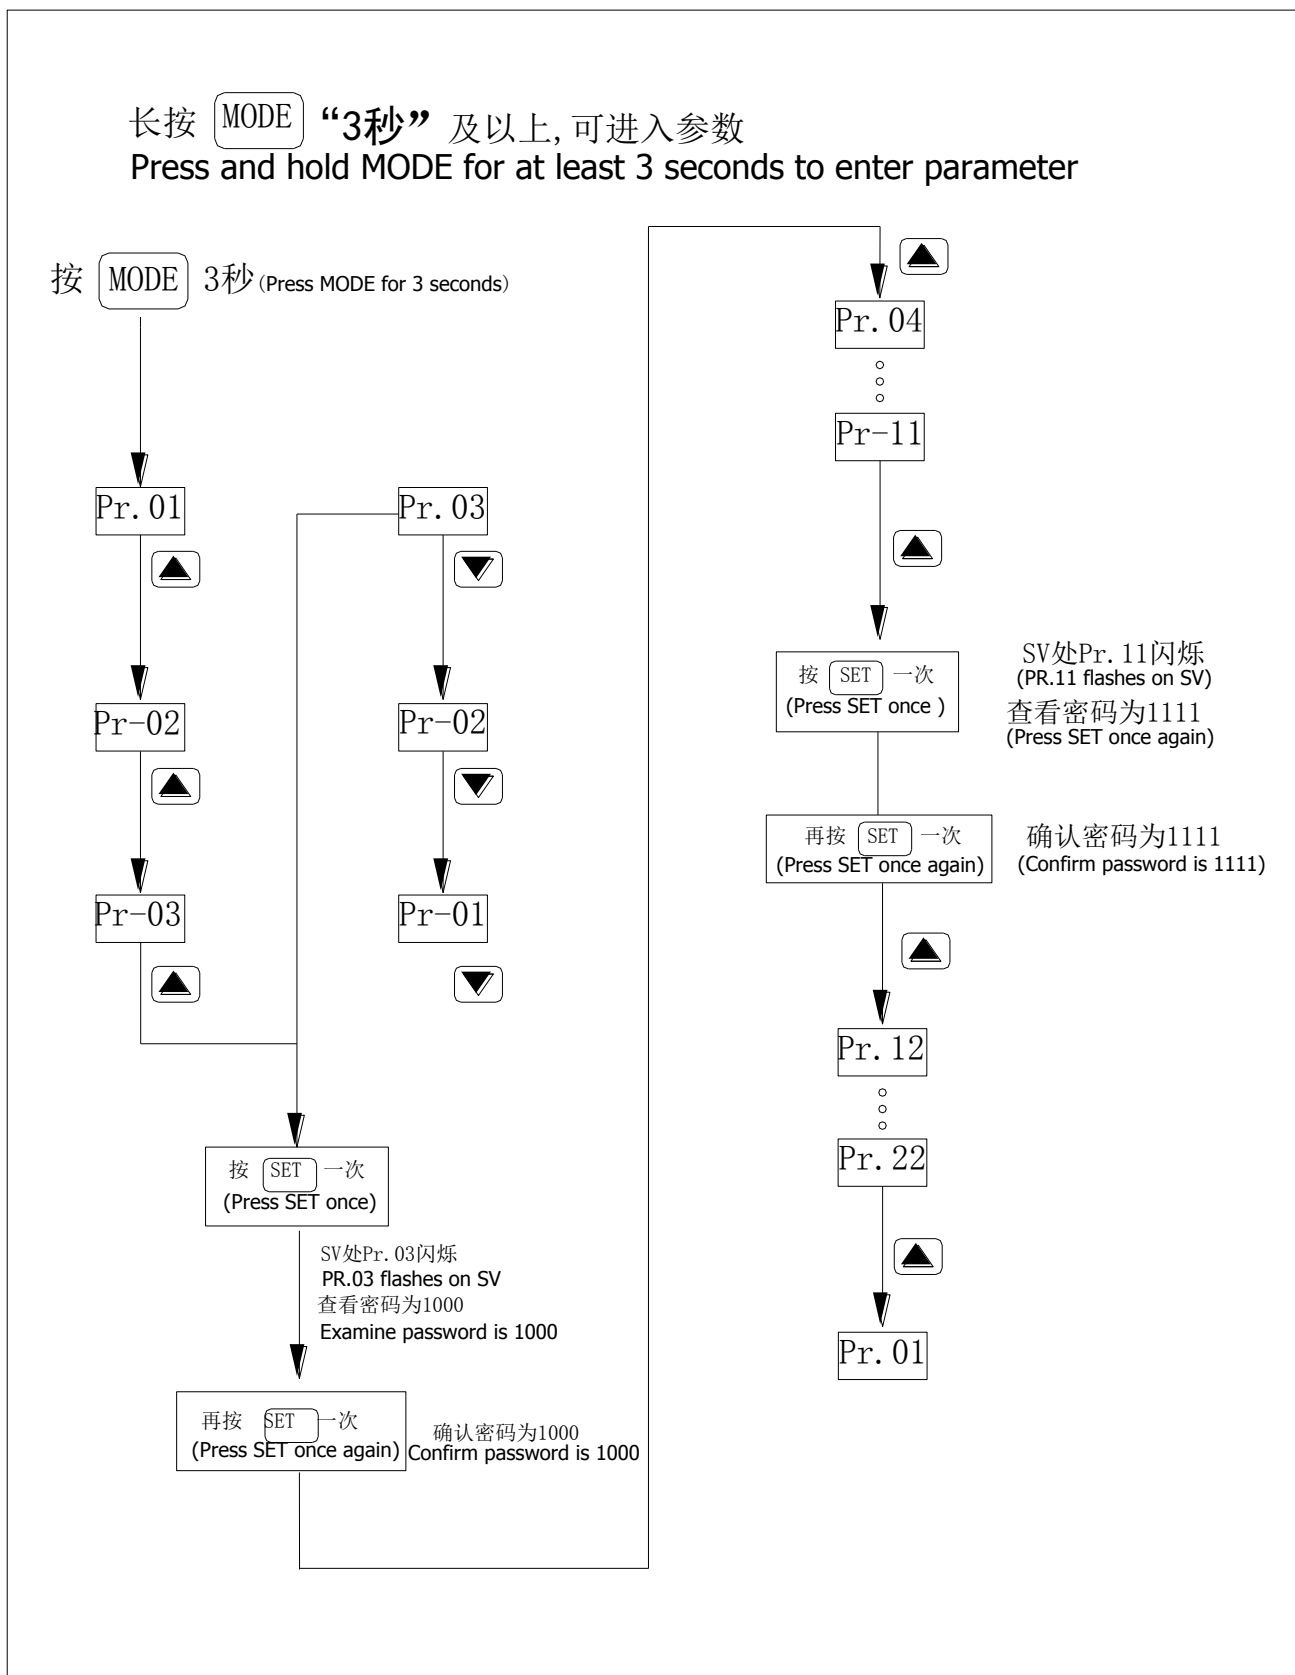 长按 MODE “3秒” 及以上,可进入参数
Press and hold MODE for at least 3 seconds to enter parameter
按 MODE 3秒(Press MODE for 3 seconds)
Pr.01
Pr-02
Pr-03
Pr.03
Pr-02
Pr-01
按 SET 一次
(Press SET once)
SV处Pr.03闪烁
PR.03 flashes on SV
查看密码为1000
Examine password is 1000
再按 SET 一次
(Press SET once again)
确认密码为1000
Confirm password is 1000
Pr.04
Pr-11
按 SET 一次
(Press SET once )
SV处Pr.11闪烁
(PR.11 flashes on SV)
查看密码为1111
(Press SET once again)
再按 SET 一次
(Press SET once again)
确认密码为1111
(Confirm password is 1111)
Pr.12
Pr.22
Pr.01